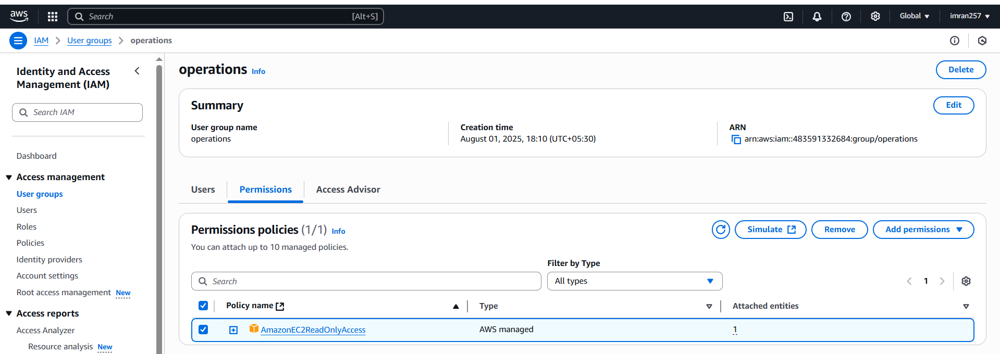 aws
Search [Alt+S]
Global imran257
IAM User groups operations
Identity and Access
Management (IAM)
Search IAM
Dashboard
Access management
User groups
Users
Roles
Policies
Identity providers
Account settings
Root access management New
Access reports
Access Analyzer
Resource analysis New
operations Info
Delete
Summary
Edit
User group name
operations
Creation time
August 01, 2025, 18:10 (UTC+05:30)
ARN
arn:aws:iam::483591332684:group/operations
Users Permissions Access Advisor
Permissions policies (1/1) Info
Simulate Remove Add permissions
You can attach up to 10 managed policies.
Filter by Type
Search All types 1
Policy name Type Attached entities
AmazonEC2ReadOnlyAccess AWS managed 1